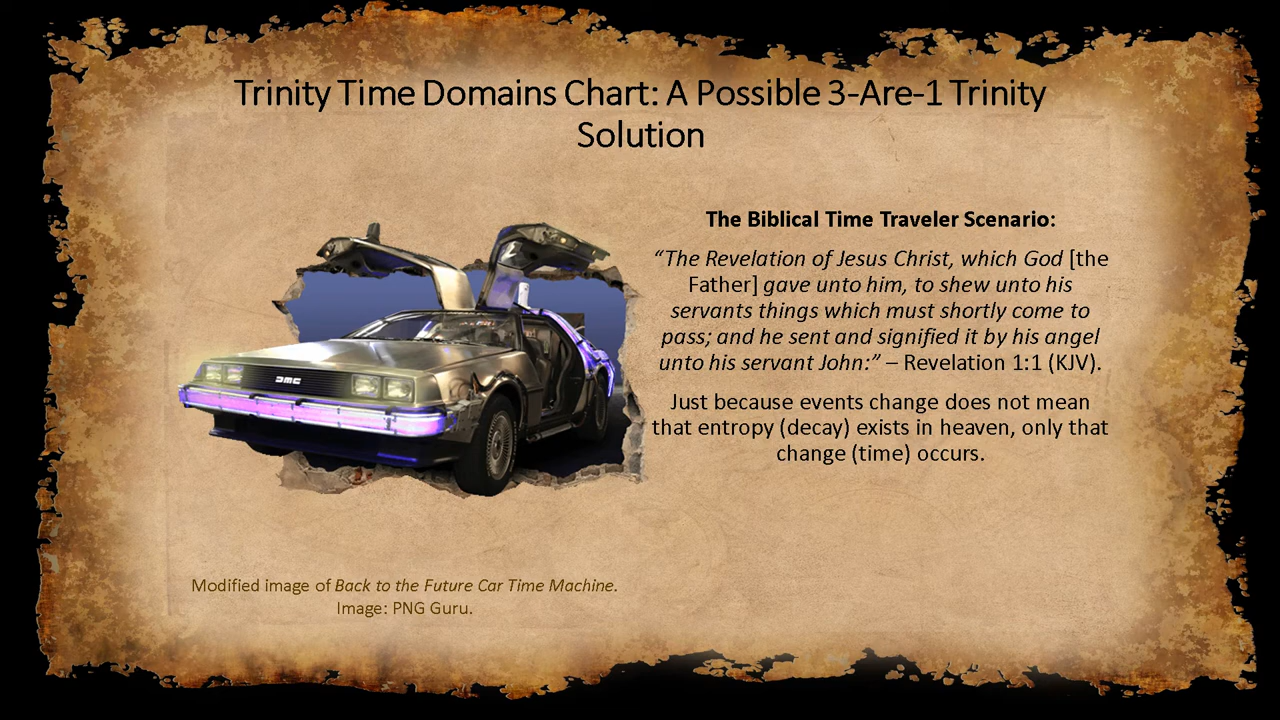 Trinity Time Domains Chart: A Possible 3-Are-1 Trinity
Solution
The Biblical Time Traveler Scenario:
“The Revelation of Jesus Christ, which God [the
Father] gave unto him, to shew unto his
servants things which must shortly come to
pass; and he sent and signified it by his angel
unto his servant John:” – Revelation 1:1 (KJV).
Just because events change does not mean
that entropy (decay) exists in heaven, only that
change (time) occurs.
DMC
Modified image of Back to the Future Car Time Machine.
Image: PNG Guru.